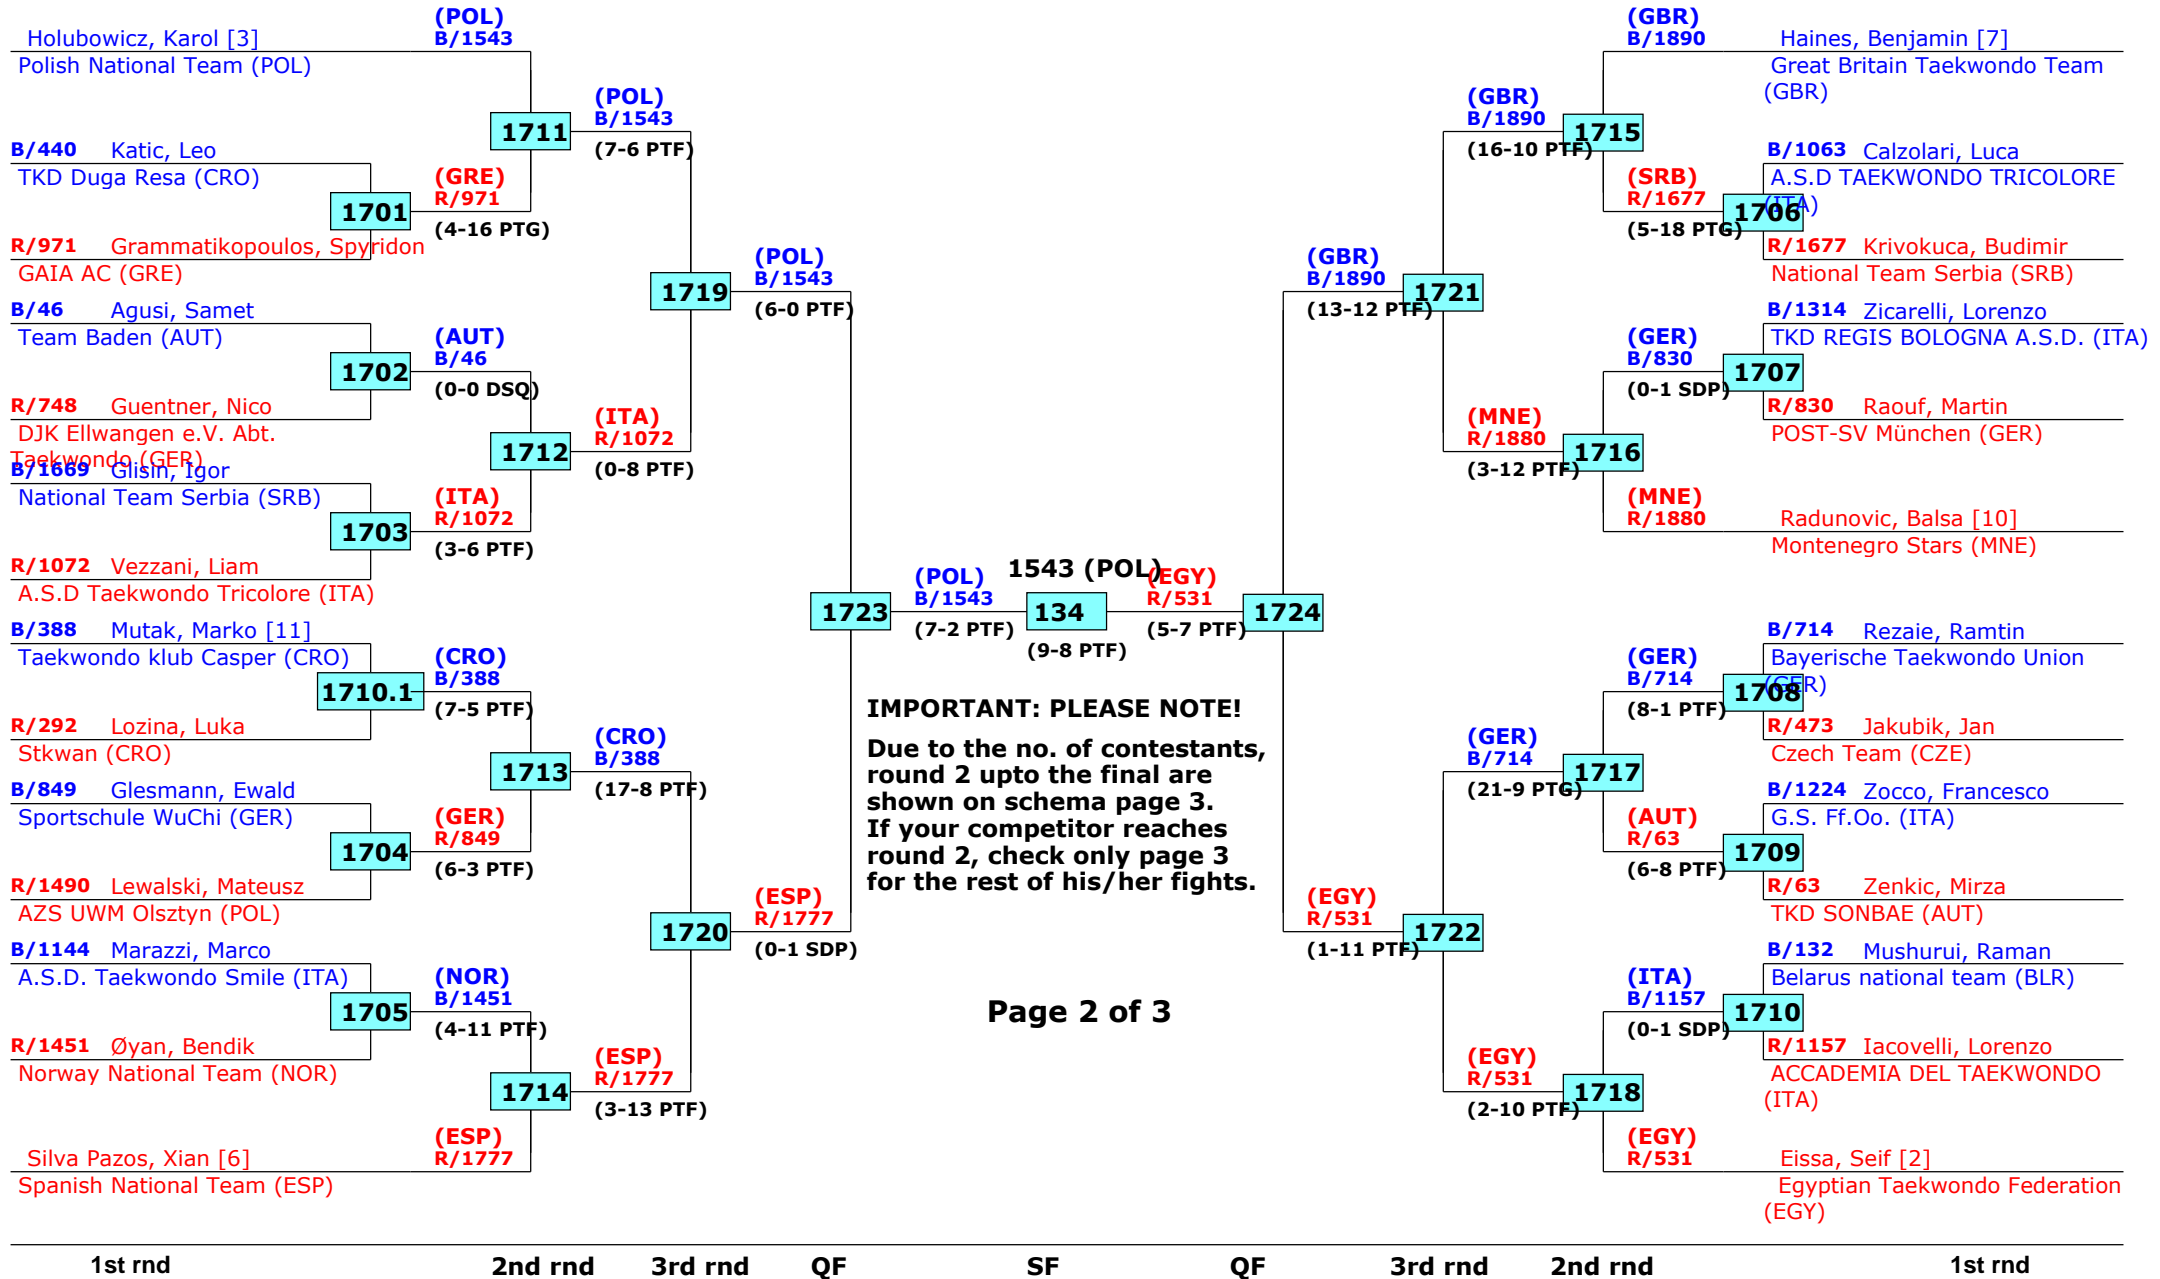 (POL)
B/1543
Holubowicz, Karol [3]
Polish National Team (POL)
1711
(POL)
B/1543
(7-6 PTF)
B/440 Katic, Leo
TKD Duga Resa (CRO)
1701
(GRE)
R/971
(4-16 PTG)
R/971 Grammatikopoulos, Spyridon
GAIA AC (GRE)
1719
(POL)
B/1543
(6-0 PTF)
B/46 Agusi, Samet
Team Baden (AUT)
1702
(AUT)
B/46
(0-0 DSQ)
R/748 Guentner, Nico
DJK Ellwangen e.V. Abt.
Taekwondo (GER)
1712
(ITA)
R/1072
(0-8 PTF)
B/1669 Glisin, Igor
National Team Serbia (SRB)
1703
(ITA)
R/1072
(3-6 PTF)
R/1072 Vezzani, Liam
A.S.D Taekwondo Tricolore (ITA)
1723
(POL)
B/1543
(7-2 PTF)
B/388 Mutak, Marko [11]
Taekwondo klub Casper (CRO)
1710.1
(CRO)
B/388
(7-5 PTF)
R/292 Lozina, Luka
Stkwan (CRO)
1713
(CRO)
B/388
(17-8 PTF)
B/849 Glesmann, Ewald
Sportschule WuChi (GER)
1704
(GER)
R/849
(6-3 PTF)
R/1490 Lewalski, Mateusz
AZS UWM Olsztyn (POL)
1720
(ESP)
R/1777
(0-1 SDP)
B/1144 Marazzi, Marco
A.S.D. Taekwondo Smile (ITA)
1705
(NOR)
B/1451
(4-11 PTF)
R/1451 Øyan, Bendik
Norway National Team (NOR)
1714
(ESP)
R/1777
(3-13 PTF)
(ESP)
R/1777
Silva Pazos, Xian [6]
Spanish National Team (ESP)
1543 (POL)
134
(9-8 PTF)
IMPORTANT: PLEASE NOTE!
Due to the no. of contestants,
round 2 upto the final are
shown on schema page 3.
If your competitor reaches
round 2, check only page 3
for the rest of his/her fights.
Page 2 of 3
(EGY)
R/531
(5-7 PTF)
1724
(GBR)
B/1890
Haines, Benjamin [7]
Great Britain Taekwondo Team
(GBR)
(GBR)
B/1890
(16-10 PTF)
1715
B/1063 Calzolari, Luca
A.S.D TAEKWONDO TRICOLORE
(ITA)
(SRB)
R/1677
(5-18 PTG)
1706
R/1677 Krivokuca, Budimir
National Team Serbia (SRB)
(GBR)
B/1890
(13-12 PTF)
1721
B/1314 Zicarelli, Lorenzo
TKD REGIS BOLOGNA A.S.D. (ITA)
(GER)
B/830
(0-1 SDP)
1707
R/830 Raouf, Martin
POST-SV München (GER)
(MNE)
R/1880
(3-12 PTF)
1716
(MNE)
R/1880
Radunovic, Balsa [10]
Montenegro Stars (MNE)
B/714 Rezaie, Ramtin
Bayerische Taekwondo Union
(GER)
(GER)
B/714
(8-1 PTF)
1708
R/473 Jakubik, Jan
Czech Team (CZE)
(GER)
B/714
(21-9 PTG)
1717
B/1224 Zocco, Francesco
G.S. Ff.Oo. (ITA)
(AUT)
R/63
(6-8 PTF)
1709
R/63 Zenkic, Mirza
TKD SONBAE (AUT)
(EGY)
R/531
(1-11 PTF)
1722
B/132 Mushurui, Raman
Belarus national team (BLR)
(ITA)
B/1157
(0-1 SDP)
1710
R/1157 Iacovelli, Lorenzo
ACCADEMIA DEL TAEKWONDO
(ITA)
(EGY)
R/531
(2-10 PTF)
1718
(EGY)
R/531
Eissa, Seif [2]
Egyptian Taekwondo Federation
(EGY)
1st rnd 2nd rnd 3rd rnd QF SF QF 3rd rnd 2nd rnd 1st rnd